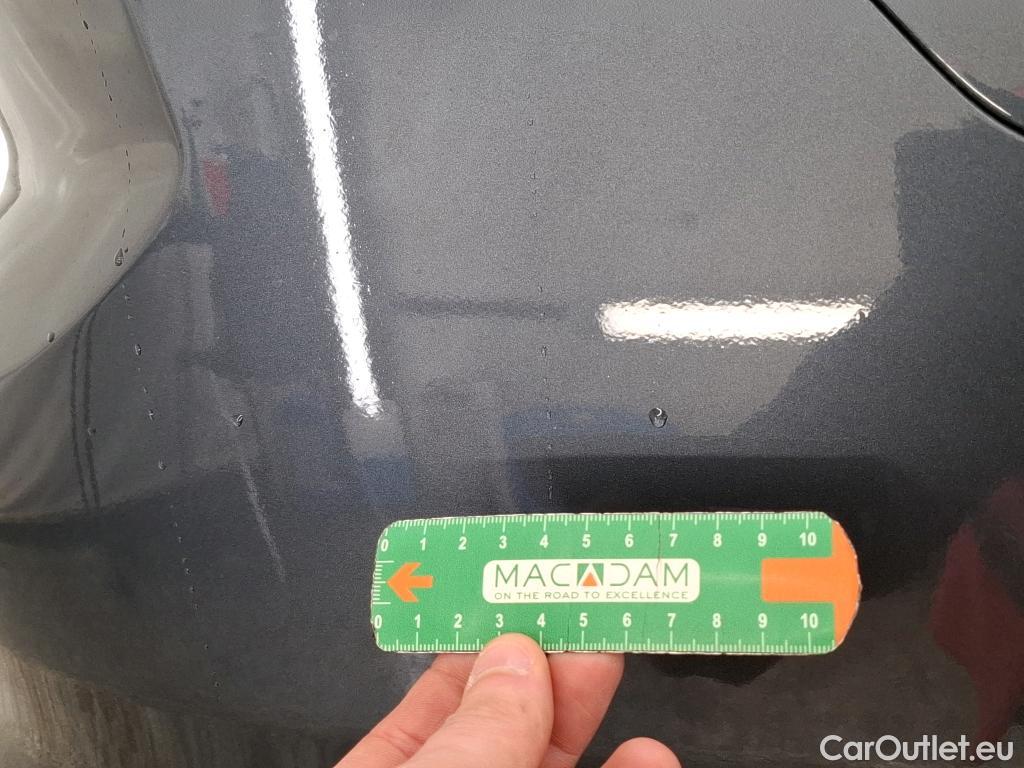 0 1 2 3 4 5 6 7 8 9 10
MACADAM
ON THE ROAD TO EXCELLENCE
0 1 2 3 4 5 6 7 8 9 10
CarOutlet.eu